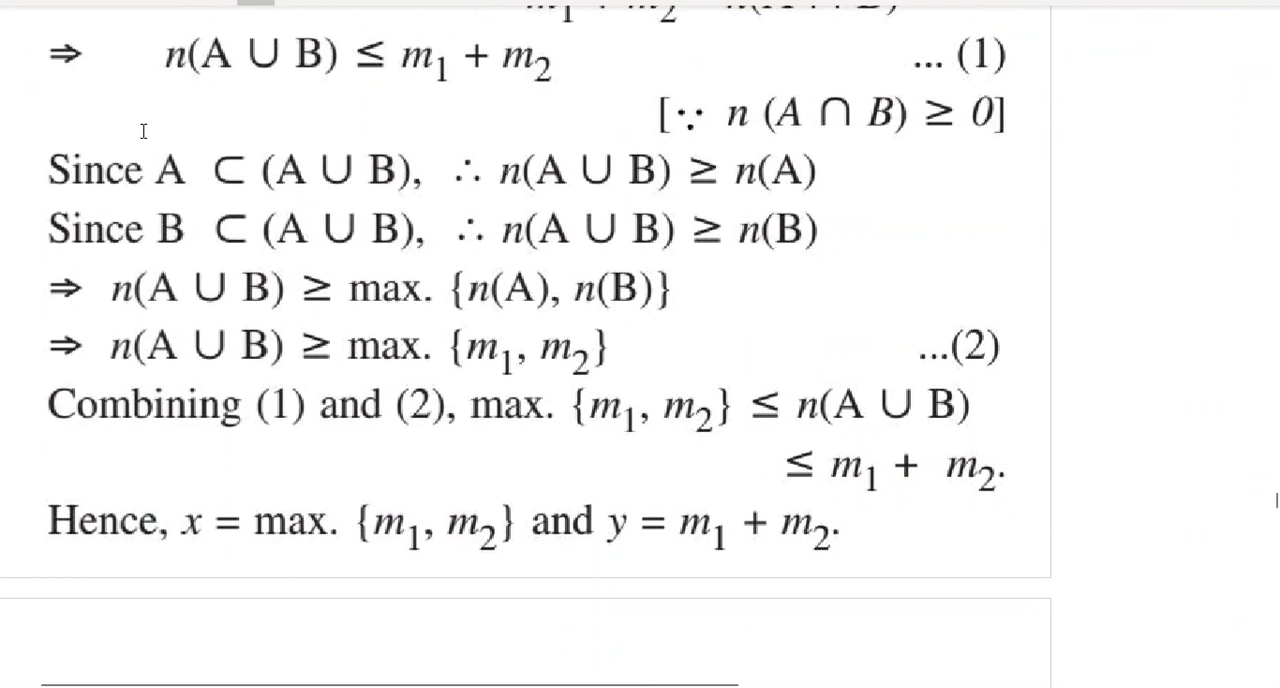 ⇒ n(A ∪ B) ≤ m₁ + m₂ ... (1)
[∵ n (A ∩ B) ≥ 0]
Since A ⊂ (A ∪ B), ∴ n(A ∪ B) ≥ n(A)
Since B ⊂ (A ∪ B), ∴ n(A ∪ B) ≥ n(B)
⇒ n(A ∪ B) ≥ max. {n(A), n(B)}
⇒ n(A ∪ B) ≥ max. {m₁, m₂} ...(2)
Combining (1) and (2), max. {m₁, m₂} ≤ n(A ∪ B)
≤ m₁ + m₂.
Hence, x = max. {m₁, m₂} and y = m₁ + m₂.